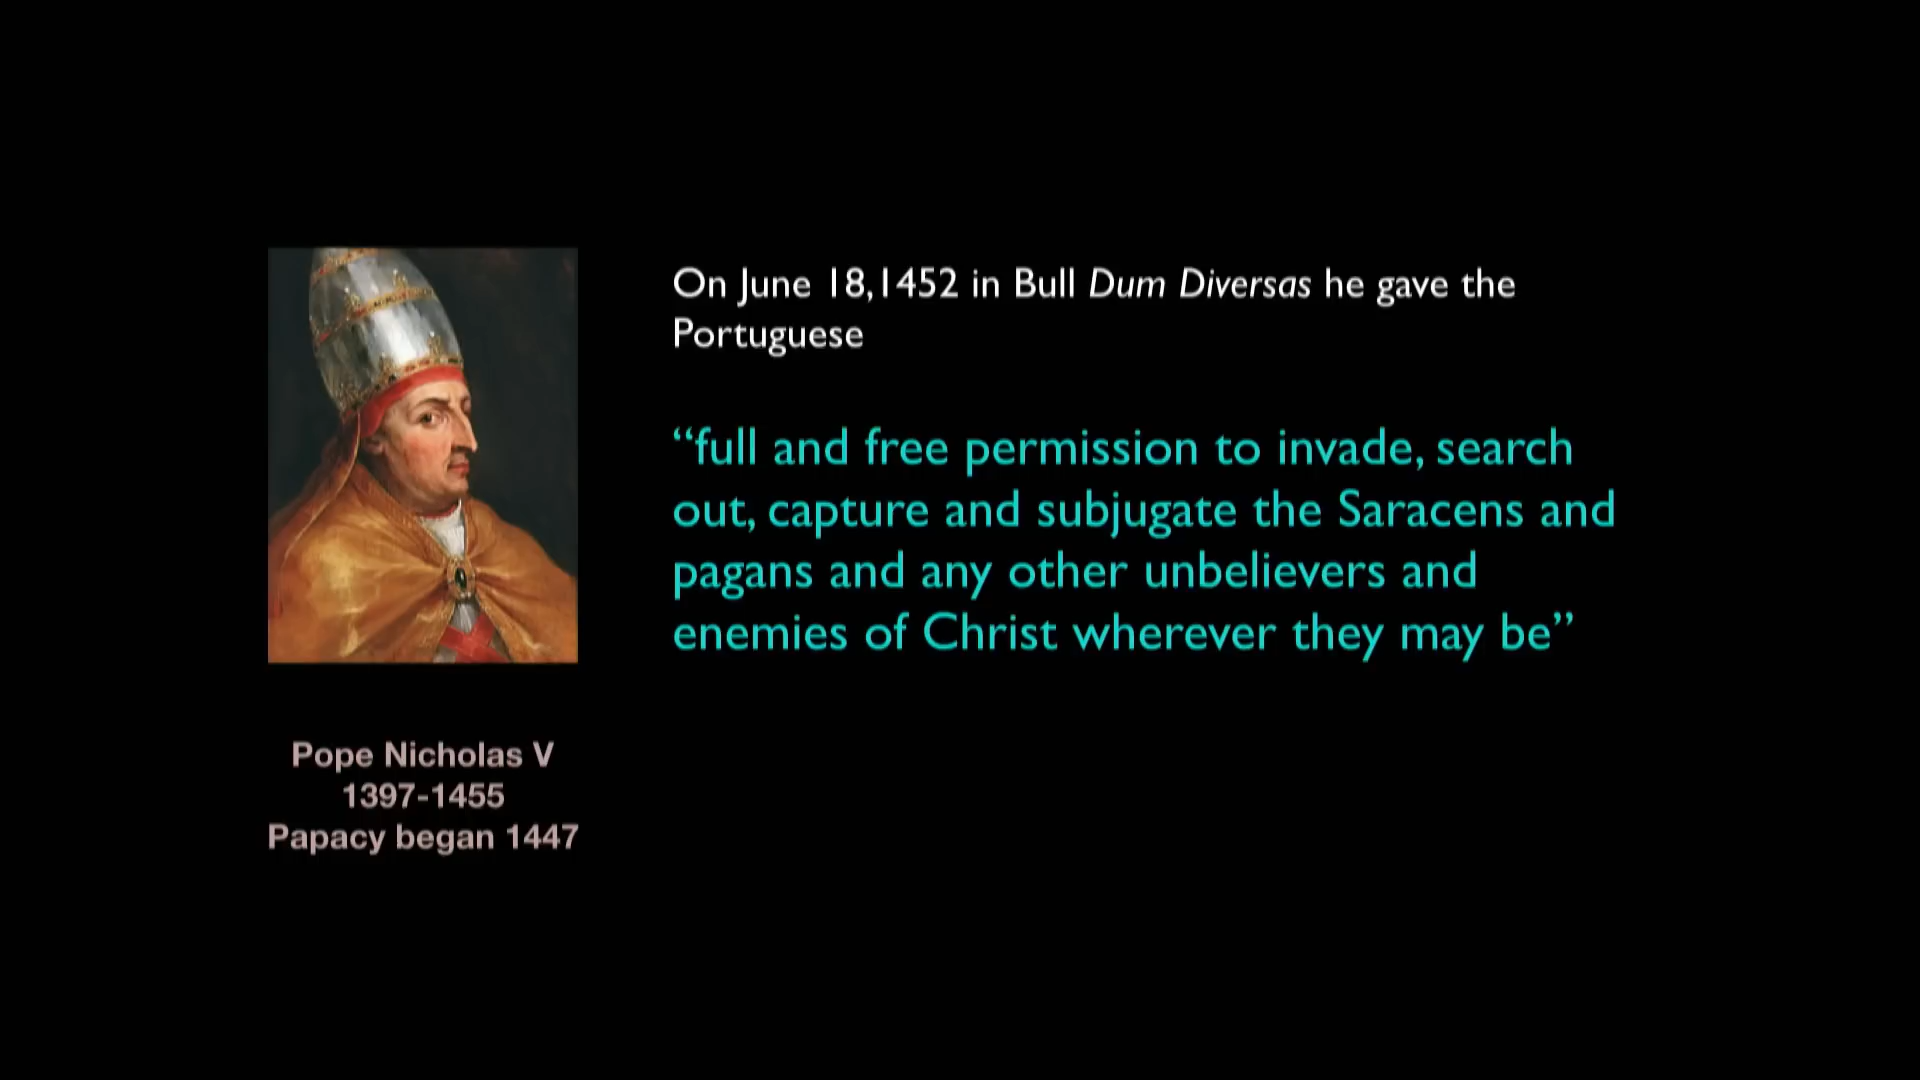 On June 18,1452 in Bull Dum Diversas he gave the
Portuguese
“full and free permission to invade, search
out, capture and subjugate the Saracens and
pagans and any other unbelievers and
enemies of Christ wherever they may be”
Pope Nicholas V
1397-1455
Papacy began 1447